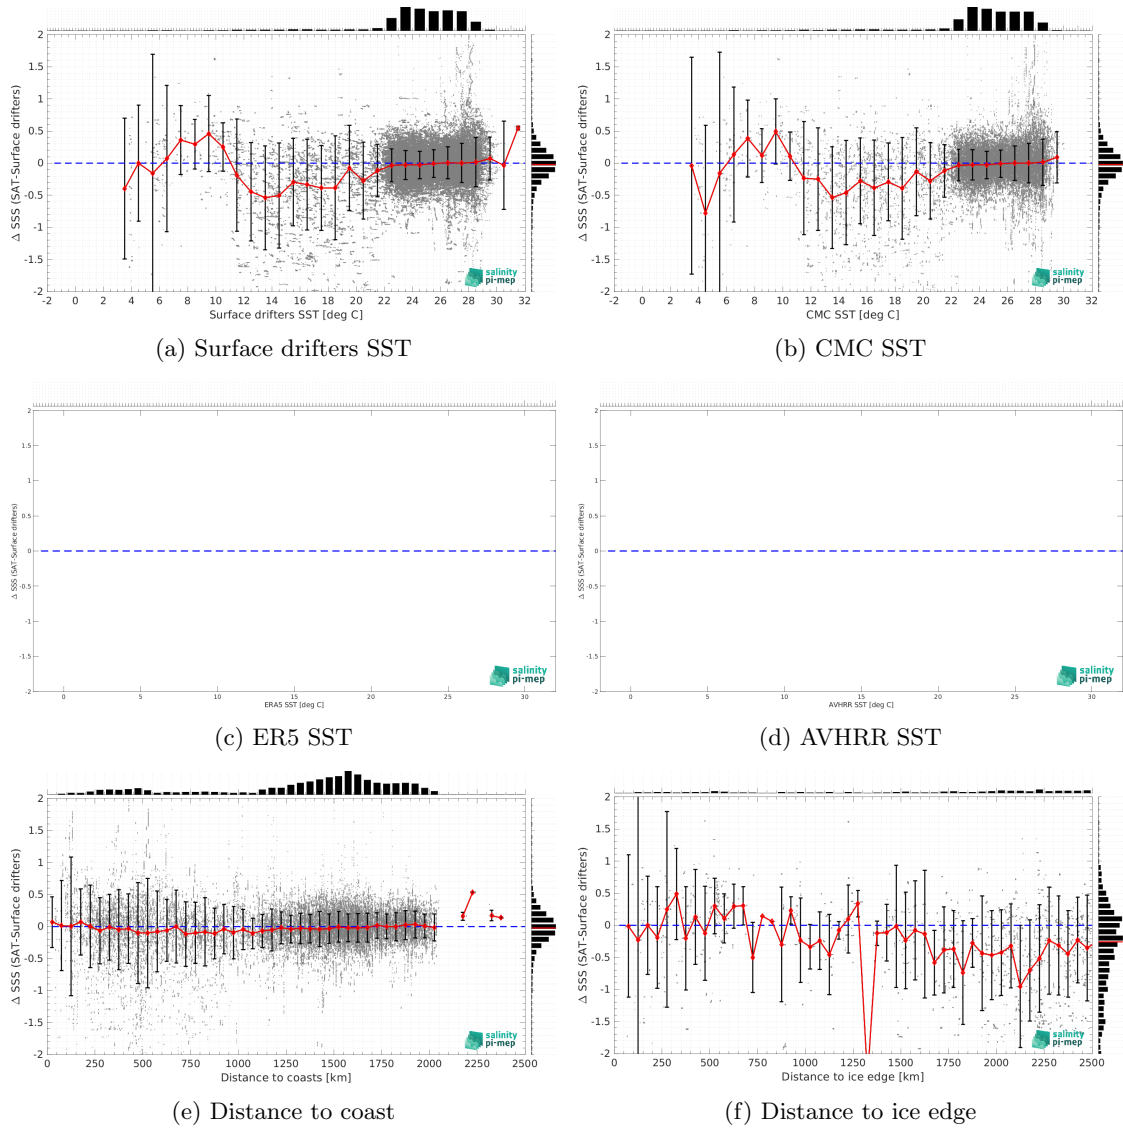 2
1.5
1
0.5
0
-0.5
-1
-1.5
-2
Δ SSS (SAT-Surface drifters)
-2 0 2 4 6 8 10 12 14 16 18 20 22 24 26 28 30 32
Surface drifters SST [deg C]
salinity
pi-mep
(a) Surface drifters SST
2
1.5
1
0.5
0
-0.5
-1
-1.5
-2
Δ SSS (SAT-Surface drifters)
-2 0 2 4 6 8 10 12 14 16 18 20 22 24 26 28 30 32
CMC SST [deg C]
salinity
pi-mep
(b) CMC SST
2
1.5
1
0.5
0
-0.5
-1
-1.5
-2
Δ SSS (SAT-Surface drifters)
0 5 10 15 20 25 30
ERA5 SST [deg C]
salinity
pi-mep
(c) ER5 SST
2
1.5
1
0.5
0
-0.5
-1
-1.5
-2
Δ SSS (SAT-Surface drifters)
0 5 10 15 20 25 30
AVHRR SST [deg C]
salinity
pi-mep
(d) AVHRR SST
2
1.5
1
0.5
0
-0.5
-1
-1.5
-2
Δ SSS (SAT-Surface drifters)
0 250 500 750 1000 1250 1500 1750 2000 2250 2500
Distance to coasts [km]
salinity
pi-mep
(e) Distance to coast
2
1.5
1
0.5
0
-0.5
-1
-1.5
-2
Δ SSS (SAT-Surface drifters)
0 250 500 750 1000 1250 1500 1750 2000 2250 2500
Distance to ice edge [km]
salinity
pi-mep
(f) Distance to ice edge